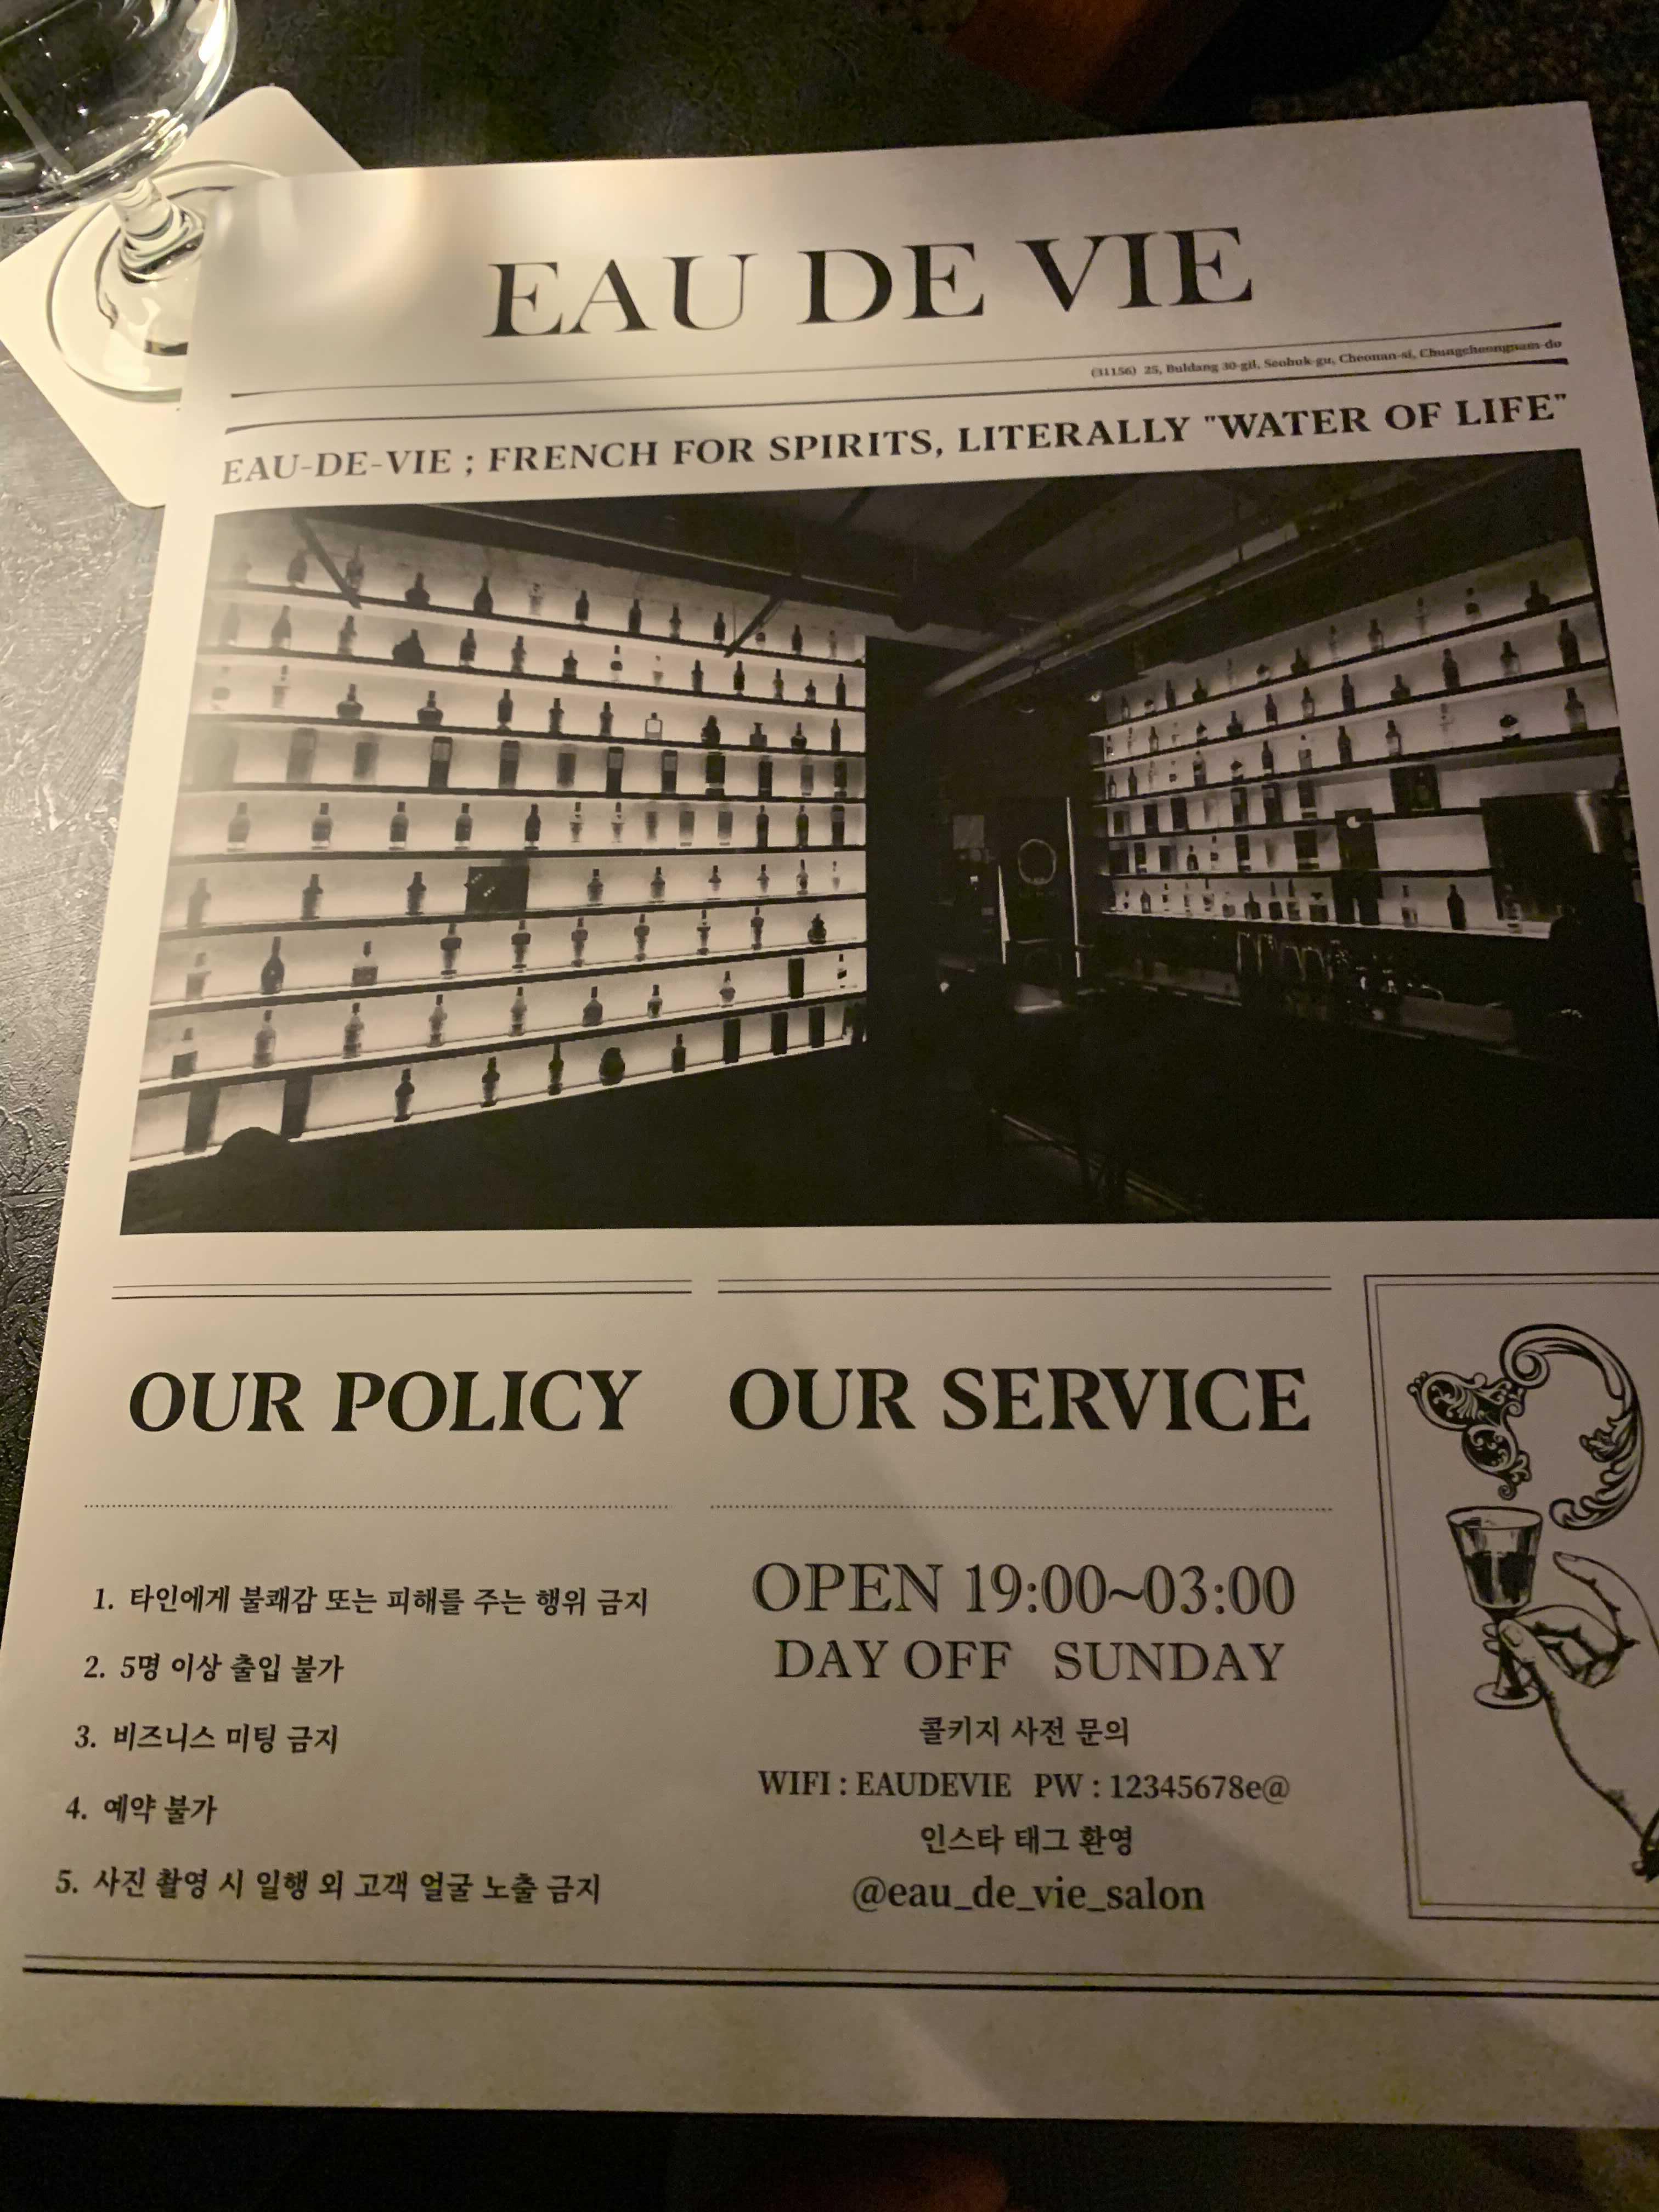 EAU DE VIE
(31156) 25, Buldang 30-gil, Seobuk-gu, Cheonan-si, Chungcheongnam-do
EAU-DE-VIE ; FRENCH FOR SPIRITS, LITERALLY "WATER OF LIFE"
OUR POLICY
1. 타인에게 불쾌감 또는 피해를 주는 행위 금지
2. 5명 이상 출입 불가
3. 비즈니스 미팅 금지
4. 예약 불가
5. 사진 촬영 시 일행 외 고객 얼굴 노출 금지
OUR SERVICE
OPEN 19:00~03:00
DAY OFF SUNDAY
콜키지 사전 문의
WIFI : EAUDEVIE PW : 12345678e@
인스타 태그 환영
@eau_de_vie_salon